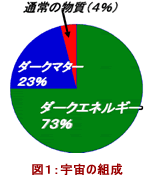 通常の物質(4%)
ダークマター
23%
ダークエネルギー
73%
図1:宇宙の組成